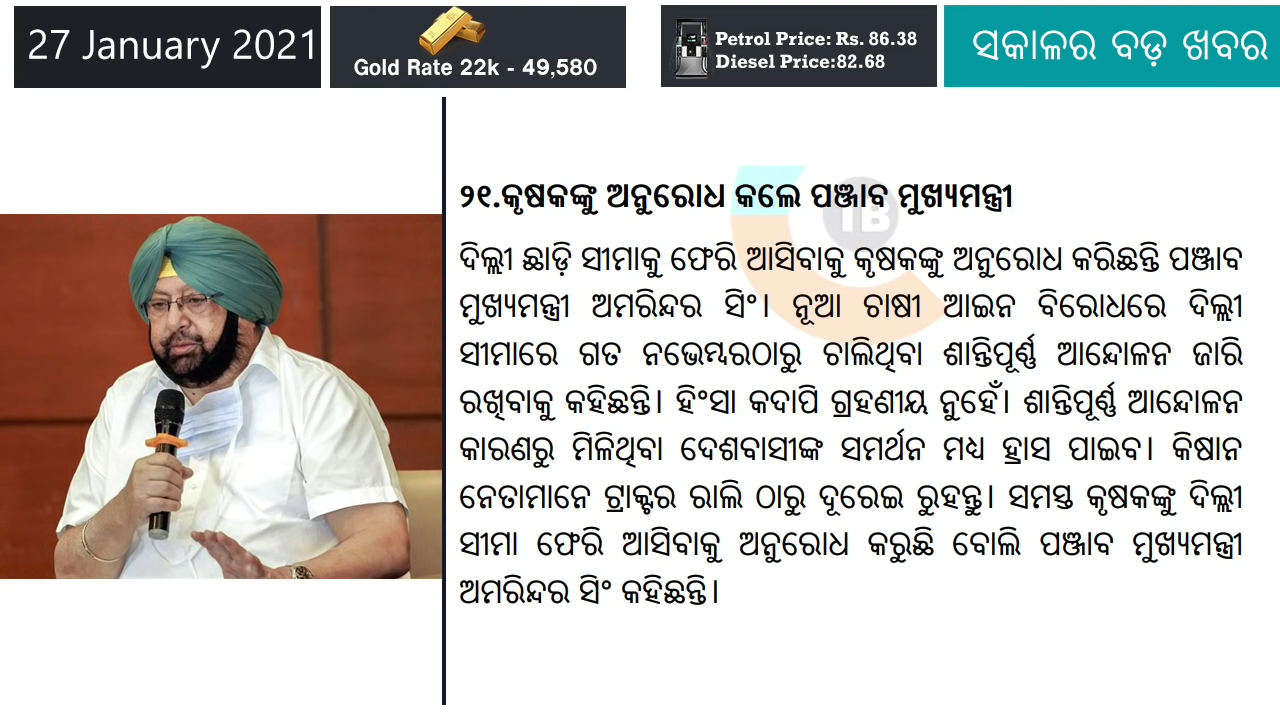 27 January 2021
Gold Rate 22k - 49,580
Petrol Price: Rs. 86.38
Diesel Price:82.68
ସକାଳର ବଡ଼ ଖବର
୨୧.କୃଷକଙ୍କୁ ଅନୁରୋଧ କଲେ ପଞ୍ଜାବ ମୁଖ୍ୟମନ୍ତ୍ରୀ
ଦିଲ୍ଲୀ ଛାଡ଼ି ସୀମାକୁ ଫେରି ଆସିବାକୁ କୃଷକଙ୍କୁ ଅନୁରୋଧ କରିଛନ୍ତି ପଞ୍ଜାବ
ମୁଖ୍ୟମନ୍ତ୍ରୀ ଅମରିନ୍ଦର ସିଂ। ନୂଆ ଚାଷୀ ଆଇନ ବିରୋଧରେ ଦିଲ୍ଲୀ
ସୀମାରେ ଗତ ନଭେମ୍ବରଠାରୁ ଚାଲିଥିବା ଶାନ୍ତିପୂର୍ଣ୍ଣ ଆନ୍ଦୋଳନ ଜାରି
ରଖିବାକୁ କହିଛନ୍ତି। ହିଂସା କଦାପି ଗ୍ରହଣୀୟ ନୁହେଁ। ଶାନ୍ତିପୂର୍ଣ୍ଣ ଆନ୍ଦୋଳନ
କାରଣରୁ ମିଳିଥିବା ଦେଶବାସୀଙ୍କ ସମର୍ଥନ ମଧ୍ୟ ହ୍ରାସ ପାଇବ। କିଷାନ
ନେତାମାନେ ଟ୍ରାକ୍ଟର ରାଲି ଠାରୁ ଦୂରେଇ ରୁହନ୍ତୁ। ସମସ୍ତ କୃଷକଙ୍କୁ ଦିଲ୍ଲୀ
ସୀମା ଫେରି ଆସିବାକୁ ଅନୁରୋଧ କରୁଛି ବୋଲି ପଞ୍ଜାବ ମୁଖ୍ୟମନ୍ତ୍ରୀ
ଅମରିନ୍ଦର ସିଂ କହିଛନ୍ତି।